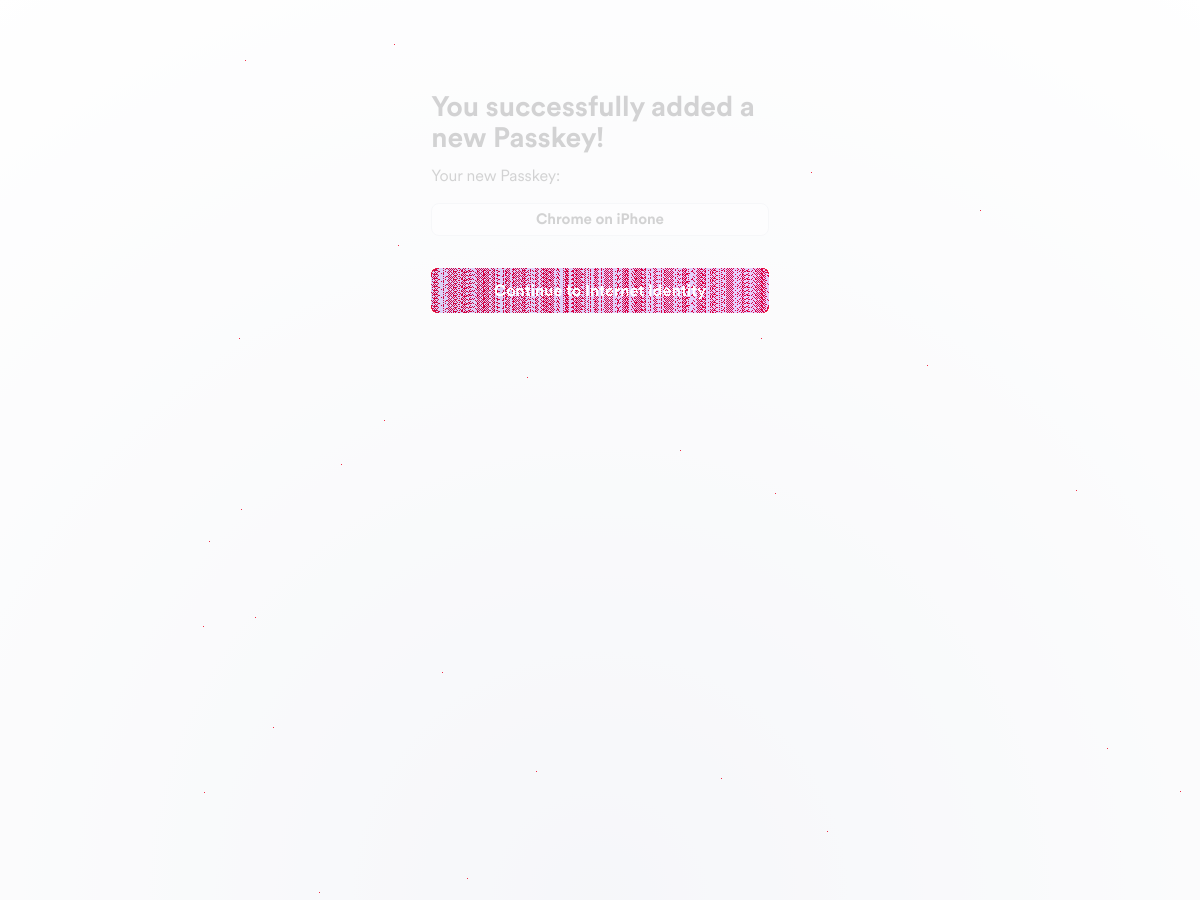 You successfully added a
new Passkey!
Your new Passkey:
Chrome on iPhone
Continue to Internet Identity